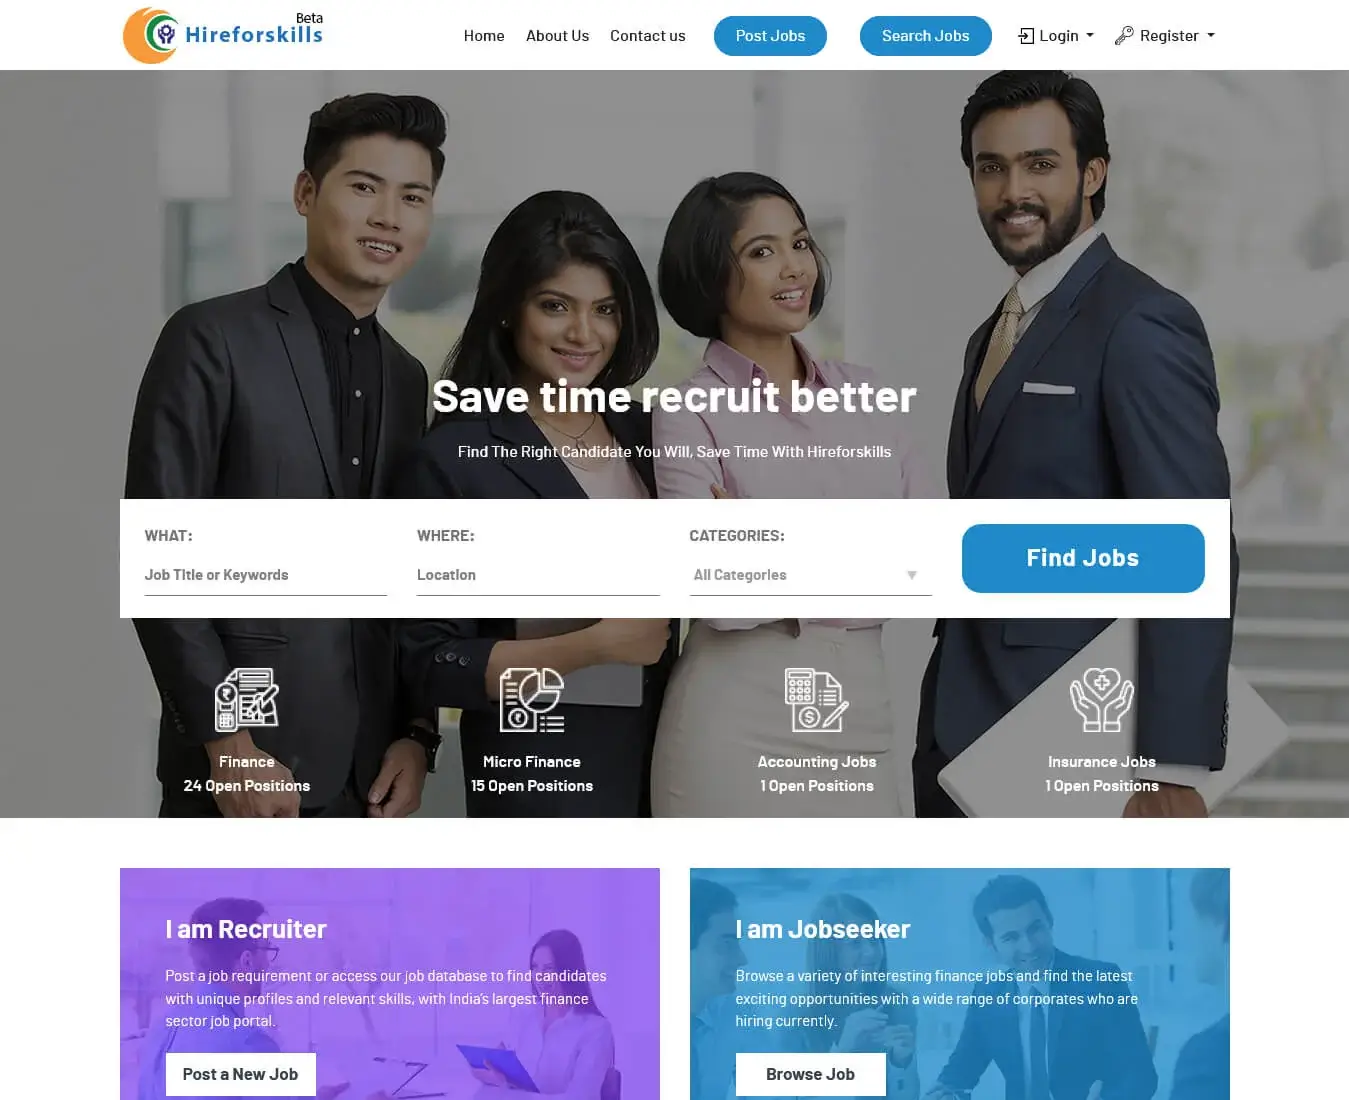 Beta
Hireforskills
Home
About Us
Contact us
Post Jobs
Search Jobs
Login
Register
Save time recruit better
Find The Right Candidate You Will, Save Time With Hireforskills
WHAT:
Job Title or Keywords
WHERE:
Location
CATEGORIES:
All Categories
Find Jobs
Finance
24 Open Positions
Micro Finance
15 Open Positions
Accounting Jobs
1 Open Positions
Insurance Jobs
1 Open Positions
I am Recruiter
Post a job requirement or access our job database to find candidates
with unique profiles and relevant skills, with India's largest finance
sector job portal.
Post a New Job
I am Jobseeker
Browse a variety of interesting finance jobs and find the latest
exciting opportunities with a wide range of corporates who are
hiring currently.
Browse Job